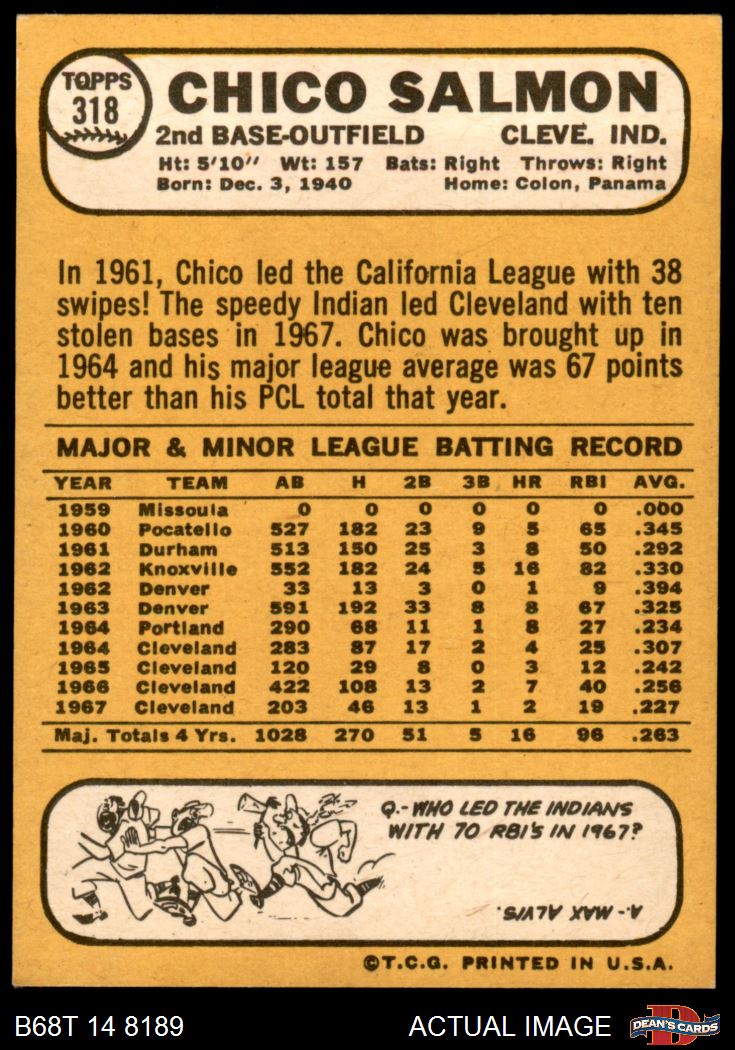 TOPPS
318
CHICO SALMON
2nd BASE-OUTFIELD CLEVE. IND.
Ht: 5'10" Wt: 157 Bats: Right Throws: Right
Born: Dec. 3, 1940 Home: Colon, Panama
In 1961, Chico led the California League with 38
swipes! The speedy Indian led Cleveland with ten
stolen bases in 1967. Chico was brought up in
1964 and his major league average was 67 points
better than his PCL total that year.
MAJOR & MINOR LEAGUE BATTING RECORD
YEAR TEAM AB H 2B 3B HR RBI AVG.
1959 Missoula 0 0 0 0 0 0 .000
1960 Pocatello 527 182 23 9 5 65 .345
1961 Durham 513 150 25 3 8 50 .292
1962 Knoxville 552 182 24 5 16 82 .330
1962 Denver 33 13 3 0 1 9 .394
1963 Denver 591 192 33 8 8 67 .325
1964 Portland 290 68 11 1 8 27 .234
1964 Cleveland 283 87 17 2 4 25 .307
1965 Cleveland 120 29 8 0 3 12 .242
1966 Cleveland 422 108 13 2 7 40 .256
1967 Cleveland 203 46 13 1 2 19 .227
Maj. Totals 4 Yrs. 1028 270 51 5 16 96 .263
Q.-WHO LED THE INDIANS
WITH 70 RBI'S IN 1967?
A.-MAX ALVIS.
©T.C.G. PRINTED IN U.S.A.
B68T 14 8189 ACTUAL IMAGE
D
DEAN'S CARDS